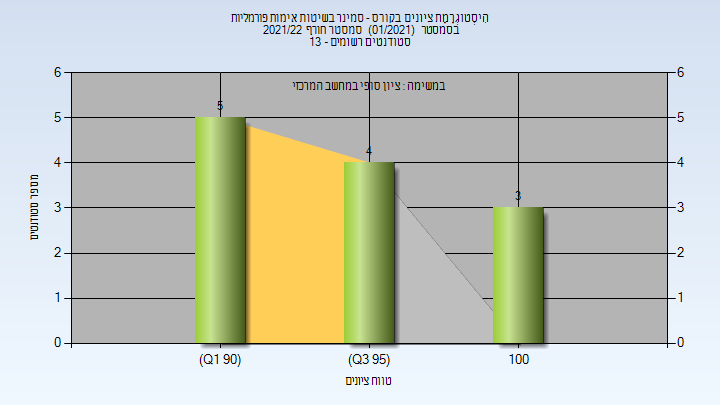 היסטוגרמת ציונים בקורס - סמינר בשיטות אימות פורמליות
בסמסטר (01/2021) סמסטר חורף 2021/22
סטודנטים רשומים - 13
במשימה : ציון סופי במחשב המרכזי
6 6
5 5 5
4 4 4
3 3 3
2 2
1 1
0 0
מספר סטודנטים
(Q1 90) (Q3 95) 100
טווח ציונים